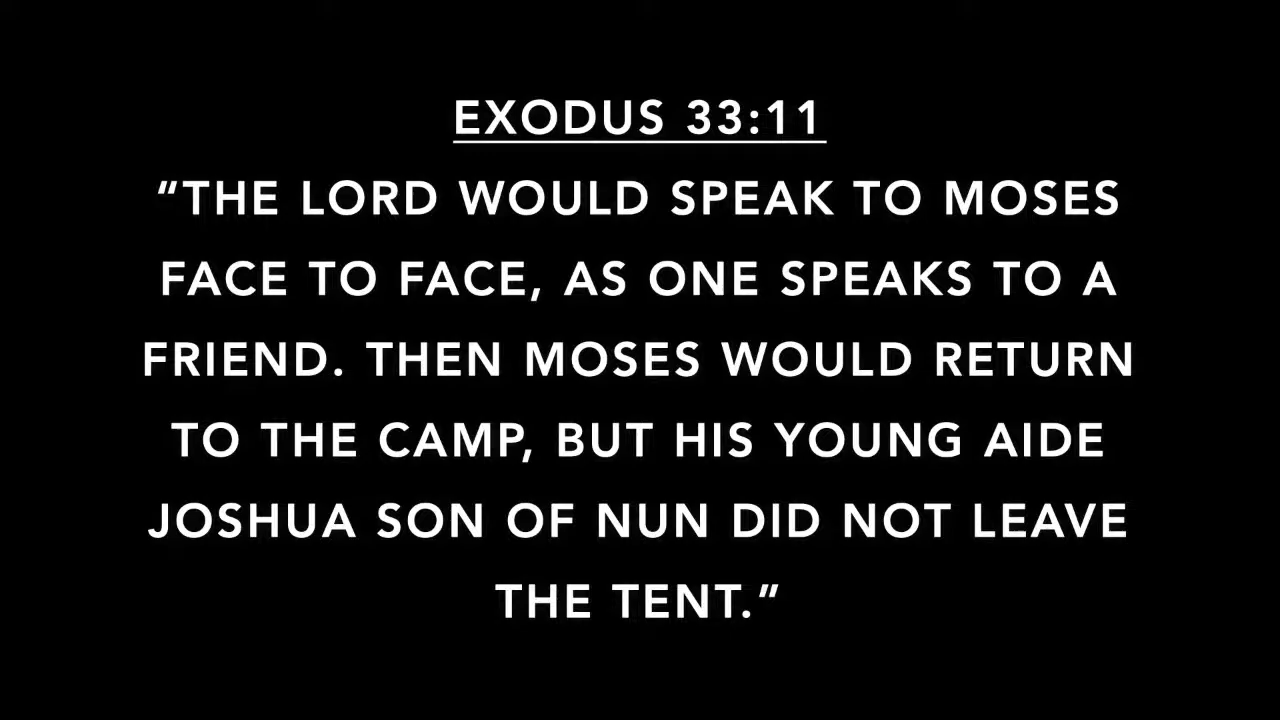 EXODUS 33:11
“THE LORD WOULD SPEAK TO MOSES
FACE TO FACE, AS ONE SPEAKS TO A
FRIEND. THEN MOSES WOULD RETURN
TO THE CAMP, BUT HIS YOUNG AIDE
JOSHUA SON OF NUN DID NOT LEAVE
THE TENT.”